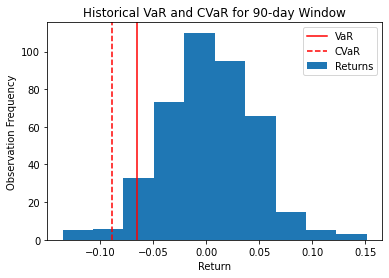 Historical VaR and CVaR for 90-day Window
VaR
CVaR
Returns
Observation Frequency
100
80
60
40
20
0
−0.10
−0.05
0.00
0.05
0.10
0.15
Return